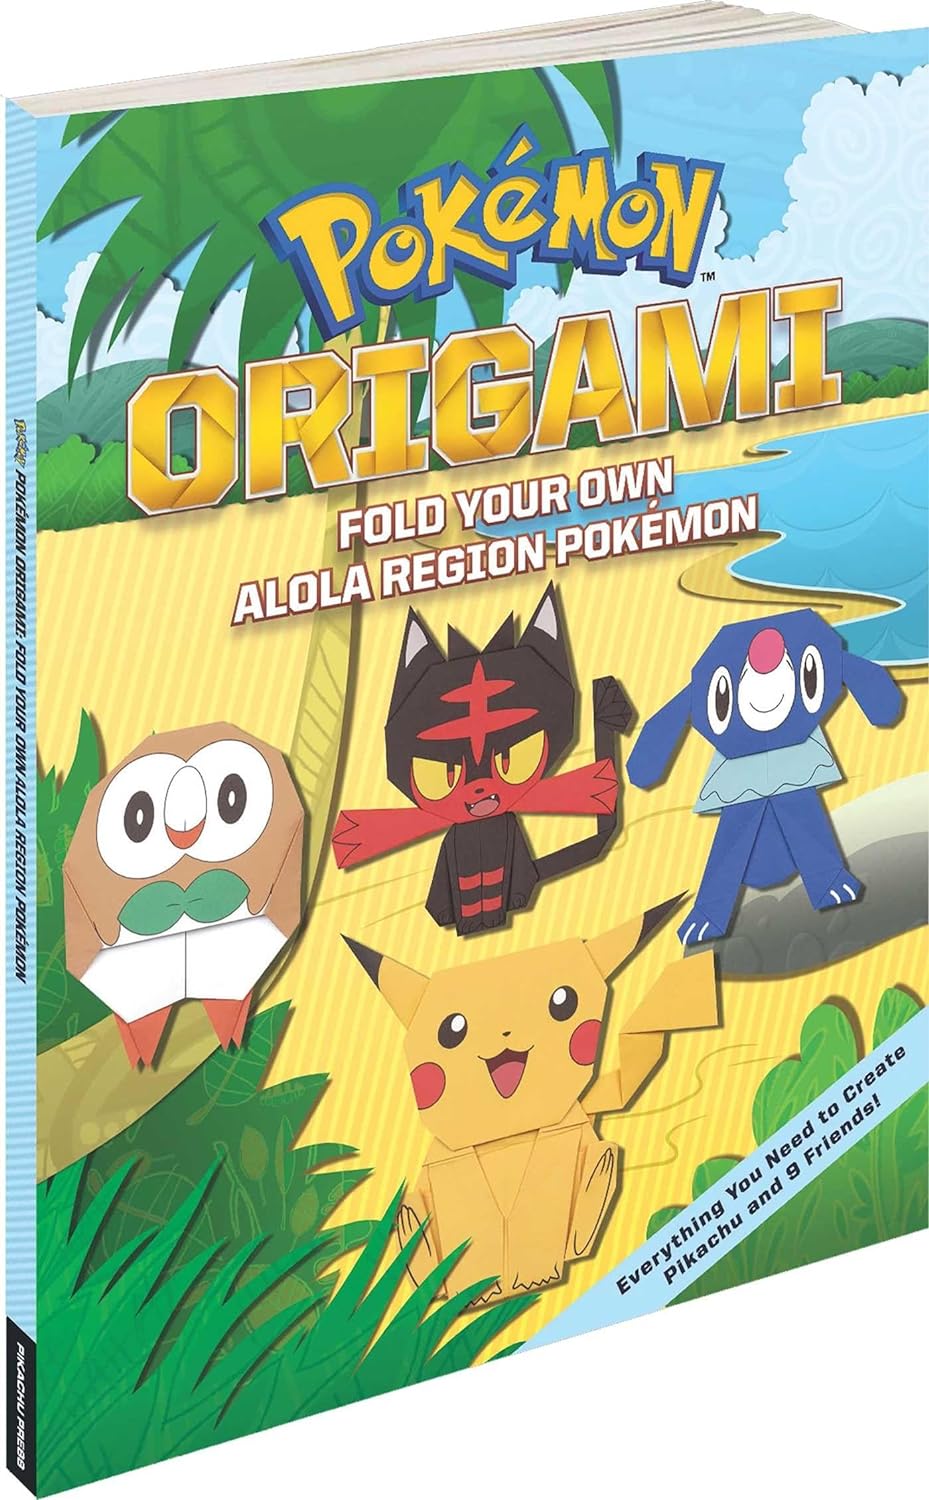 POKéMON™
ORIGAMI
FOLD YOUR OWN
ALOLA REGION POKÉMON
Everything You Need to Create
Pikachu and 9 Friends!
Pokémon POKÉMON ORIGAMI: FOLD YOUR OWN ALOLA REGION POKÉMON
PIKACHU PRESS